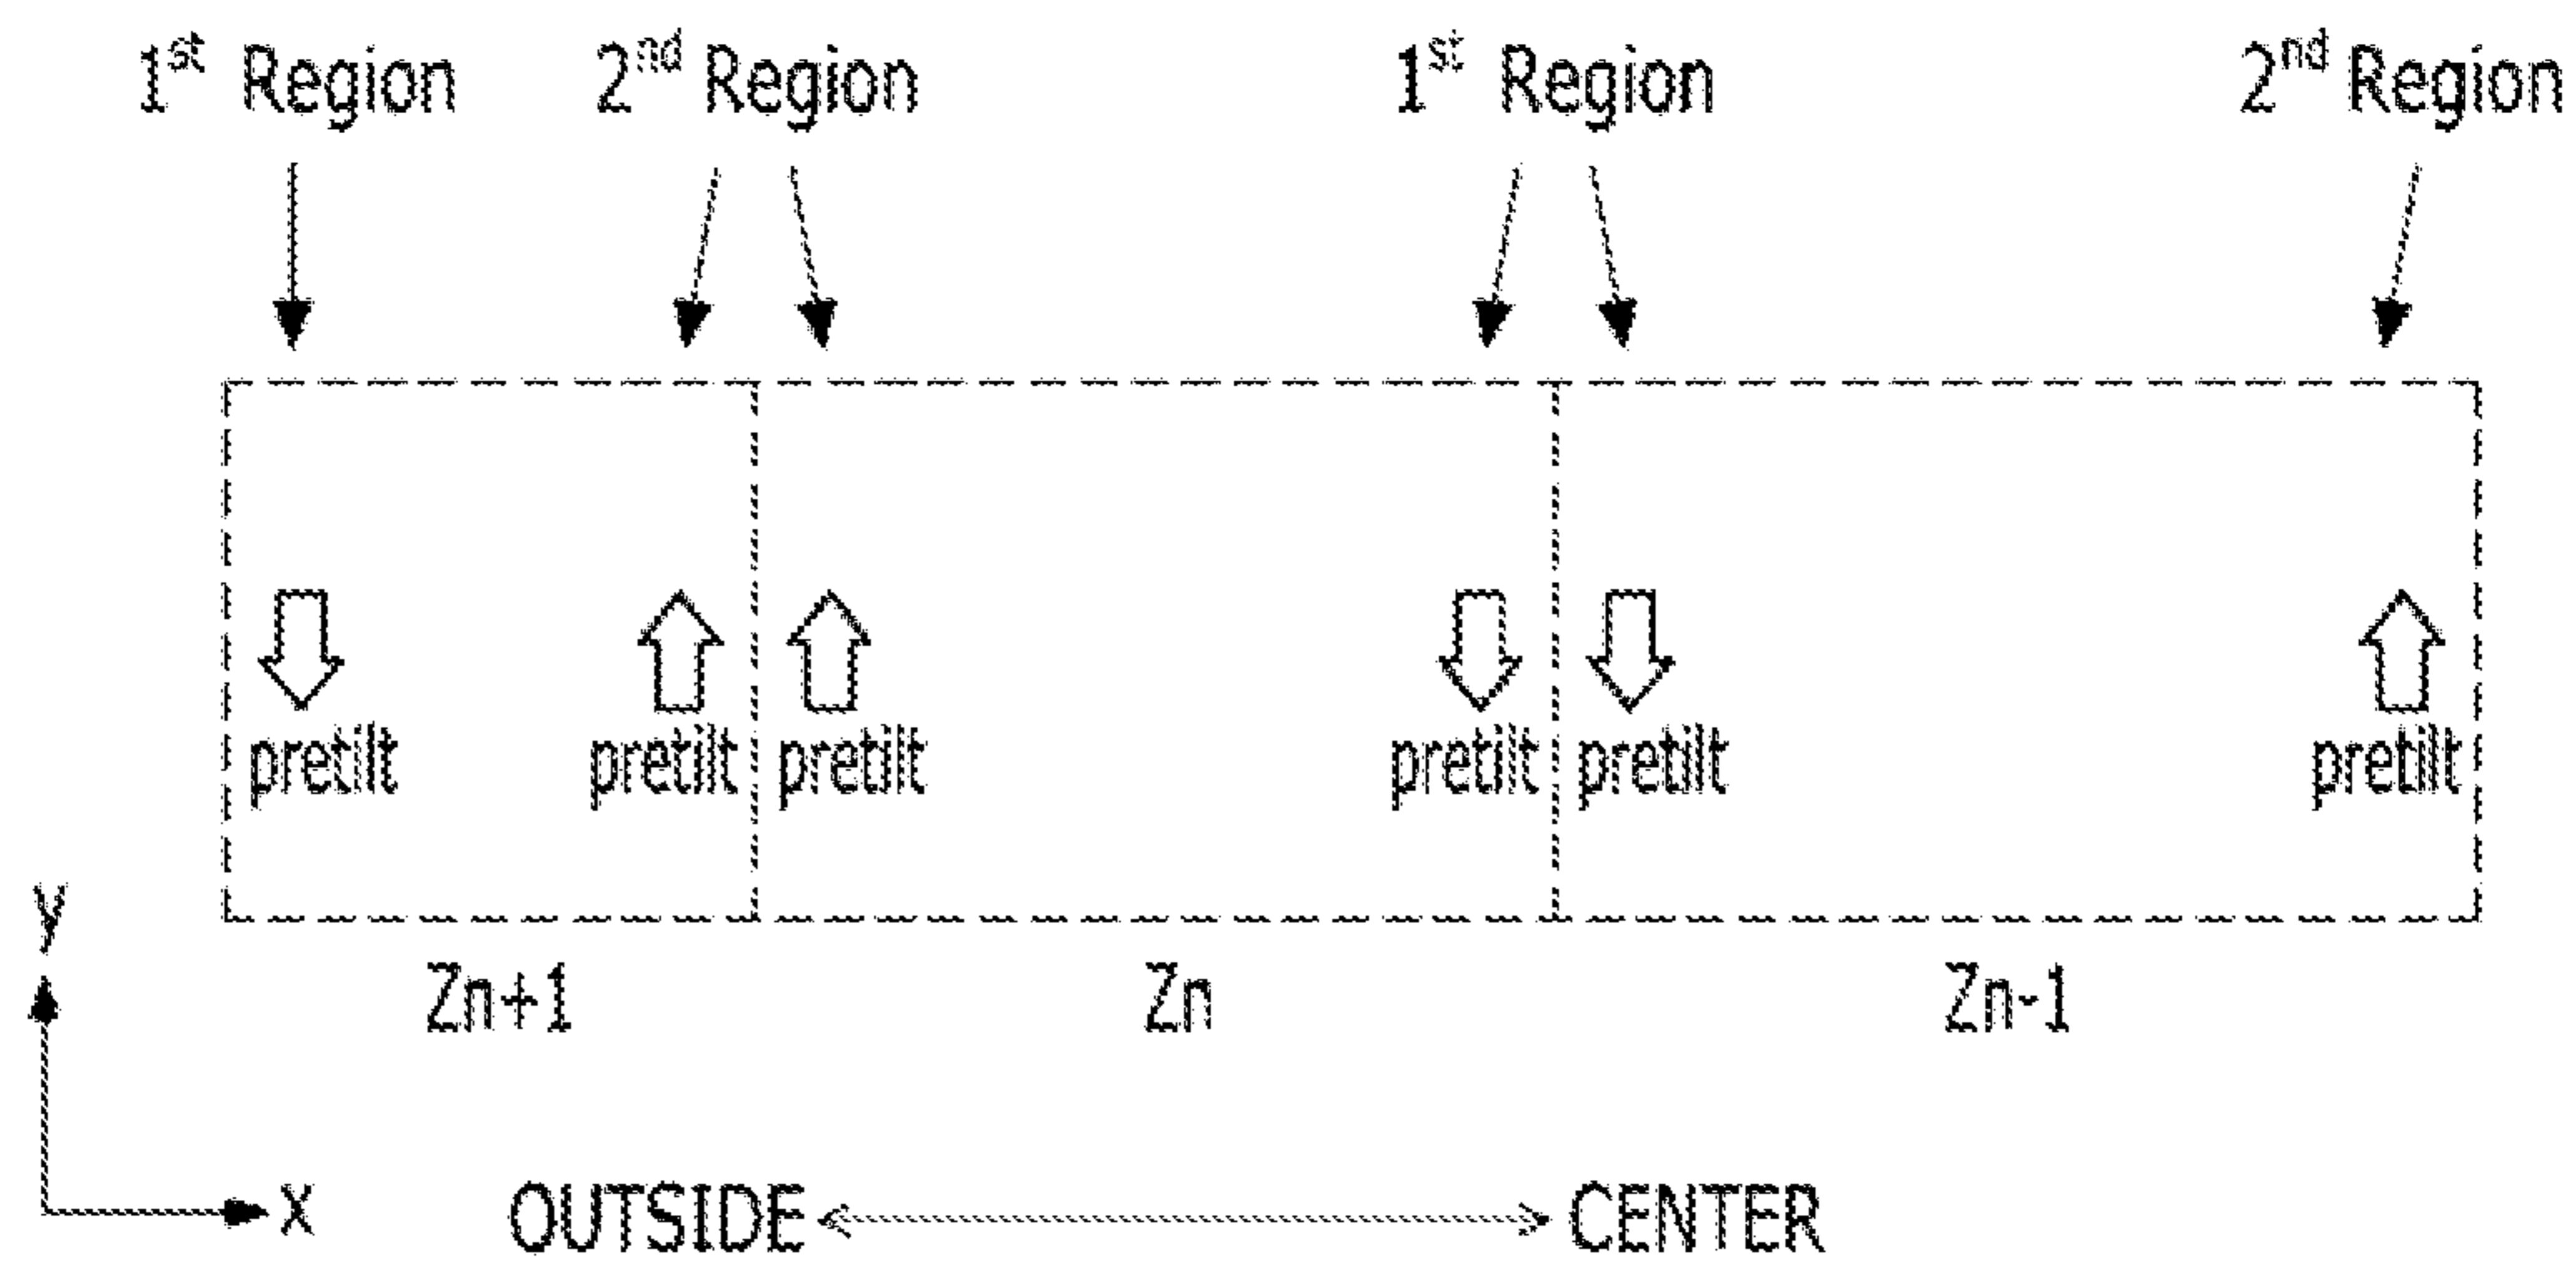 1st Region 2nd Region 1st Region 2nd Region
pretilt pretilt pretilt pretilt pretilt pretilt
y
Zn+1 Zn Zn-1
x OUTSIDE CENTER